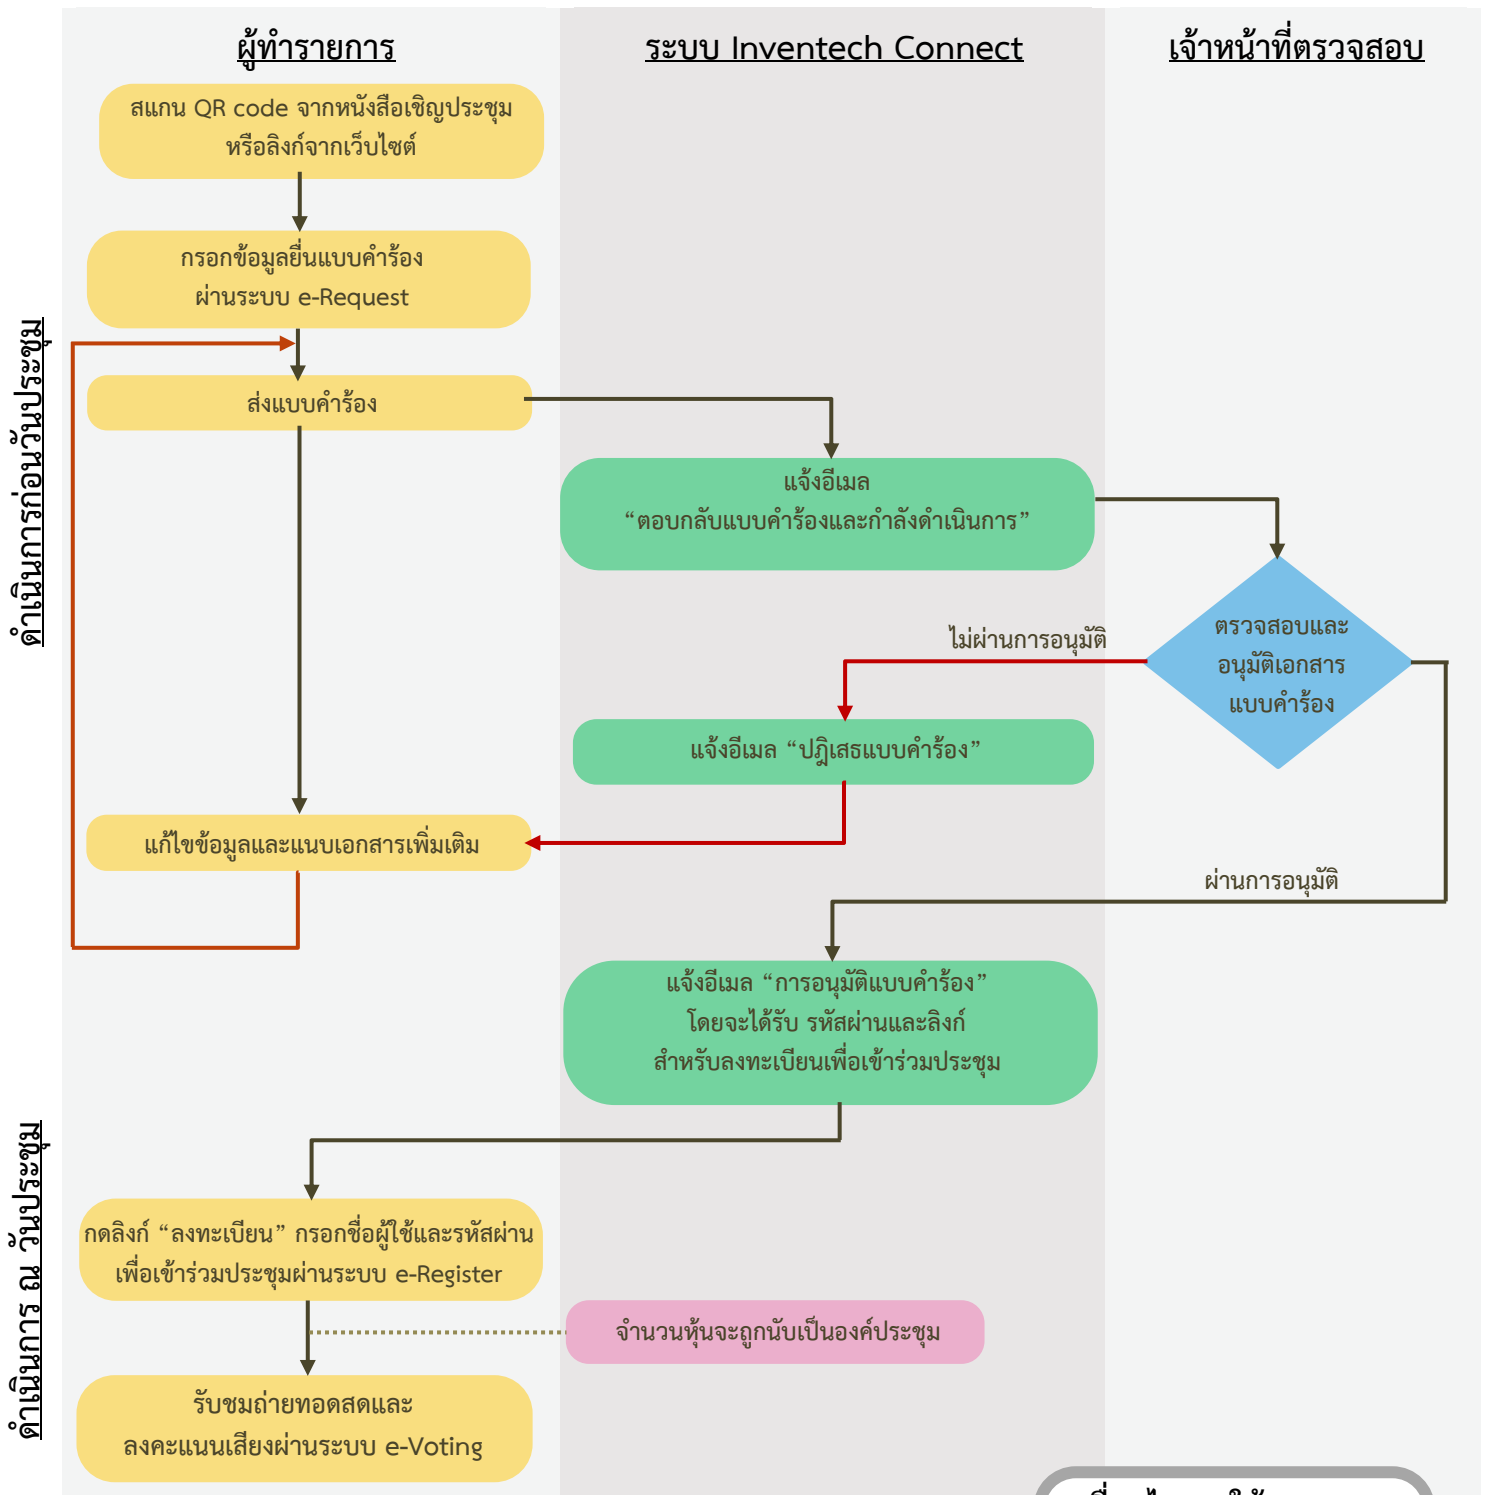 ผู้ทำรายการ
ระบบ Inventech Connect
เจ้าหน้าที่ตรวจสอบ
ดำเนินการก่อนวันประชุม
สแกน QR code จากหนังสือเชิญประชุม
หรือลิงก์จากเว็บไซต์
กรอกข้อมูลยื่นแบบคำร้อง
ผ่านระบบ e-Request
ส่งแบบคำร้อง
แจ้งอีเมล
“ตอบกลับแบบคำร้องและกำลังดำเนินการ”
ตรวจสอบและ
อนุมัติเอกสาร
แบบคำร้อง
ไม่ผ่านการอนุมัติ
แจ้งอีเมล “ปฎิเสธแบบคำร้อง”
แก้ไขข้อมูลและแนบเอกสารเพิ่มเติม
ผ่านการอนุมัติ
แจ้งอีเมล “การอนุมัติแบบคำร้อง”
โดยจะได้รับ รหัสผ่านและลิงก์
สำหรับลงทะเบียนเพื่อเข้าร่วมประชุม
ดำเนินการ ณ วันประชุม
กดลิงก์ “ลงทะเบียน” กรอกชื่อผู้ใช้และรหัสผ่าน
เพื่อเข้าร่วมประชุมผ่านระบบ e-Register
จำนวนหุ้นจะถูกนับเป็นองค์ประชุม
รับชมถ่ายทอดสดและ
ลงคะแนนเสียงผ่านระบบ e-Voting